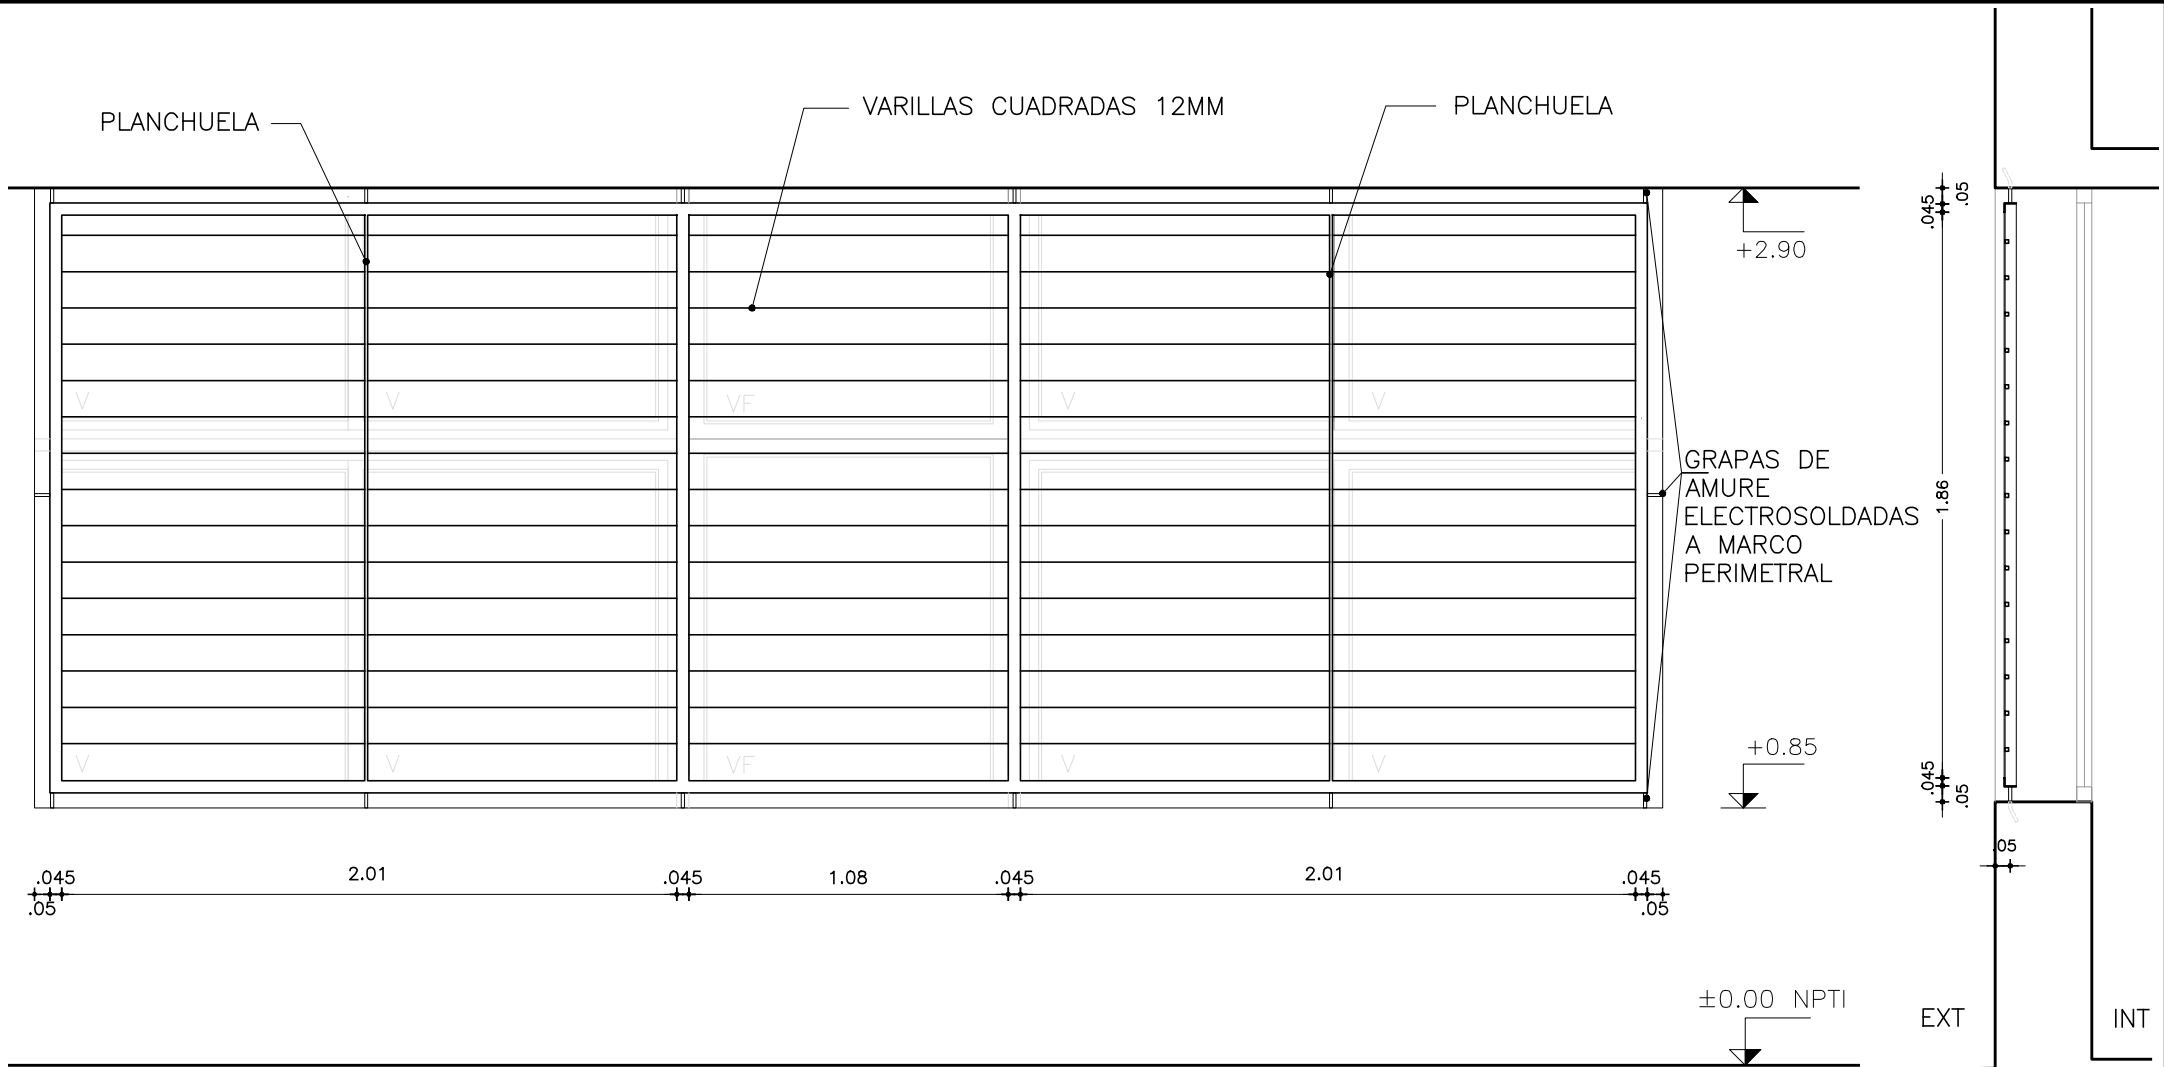 PLANCHUELA
VARILLAS CUADRADAS 12MM
PLANCHUELA
+2.90
.045
.05
V
V
VF
V
V
GRAPAS DE
AMURE
ELECTROSOLDADAS
A MARCO
PERIMETRAL
1.86
+0.85
V
V
VF
V
V
.045
.05
.05
.045
2.01
.045
1.08
.045
2.01
.045
.05
.05
±0.00 NPTI
EXT
INT